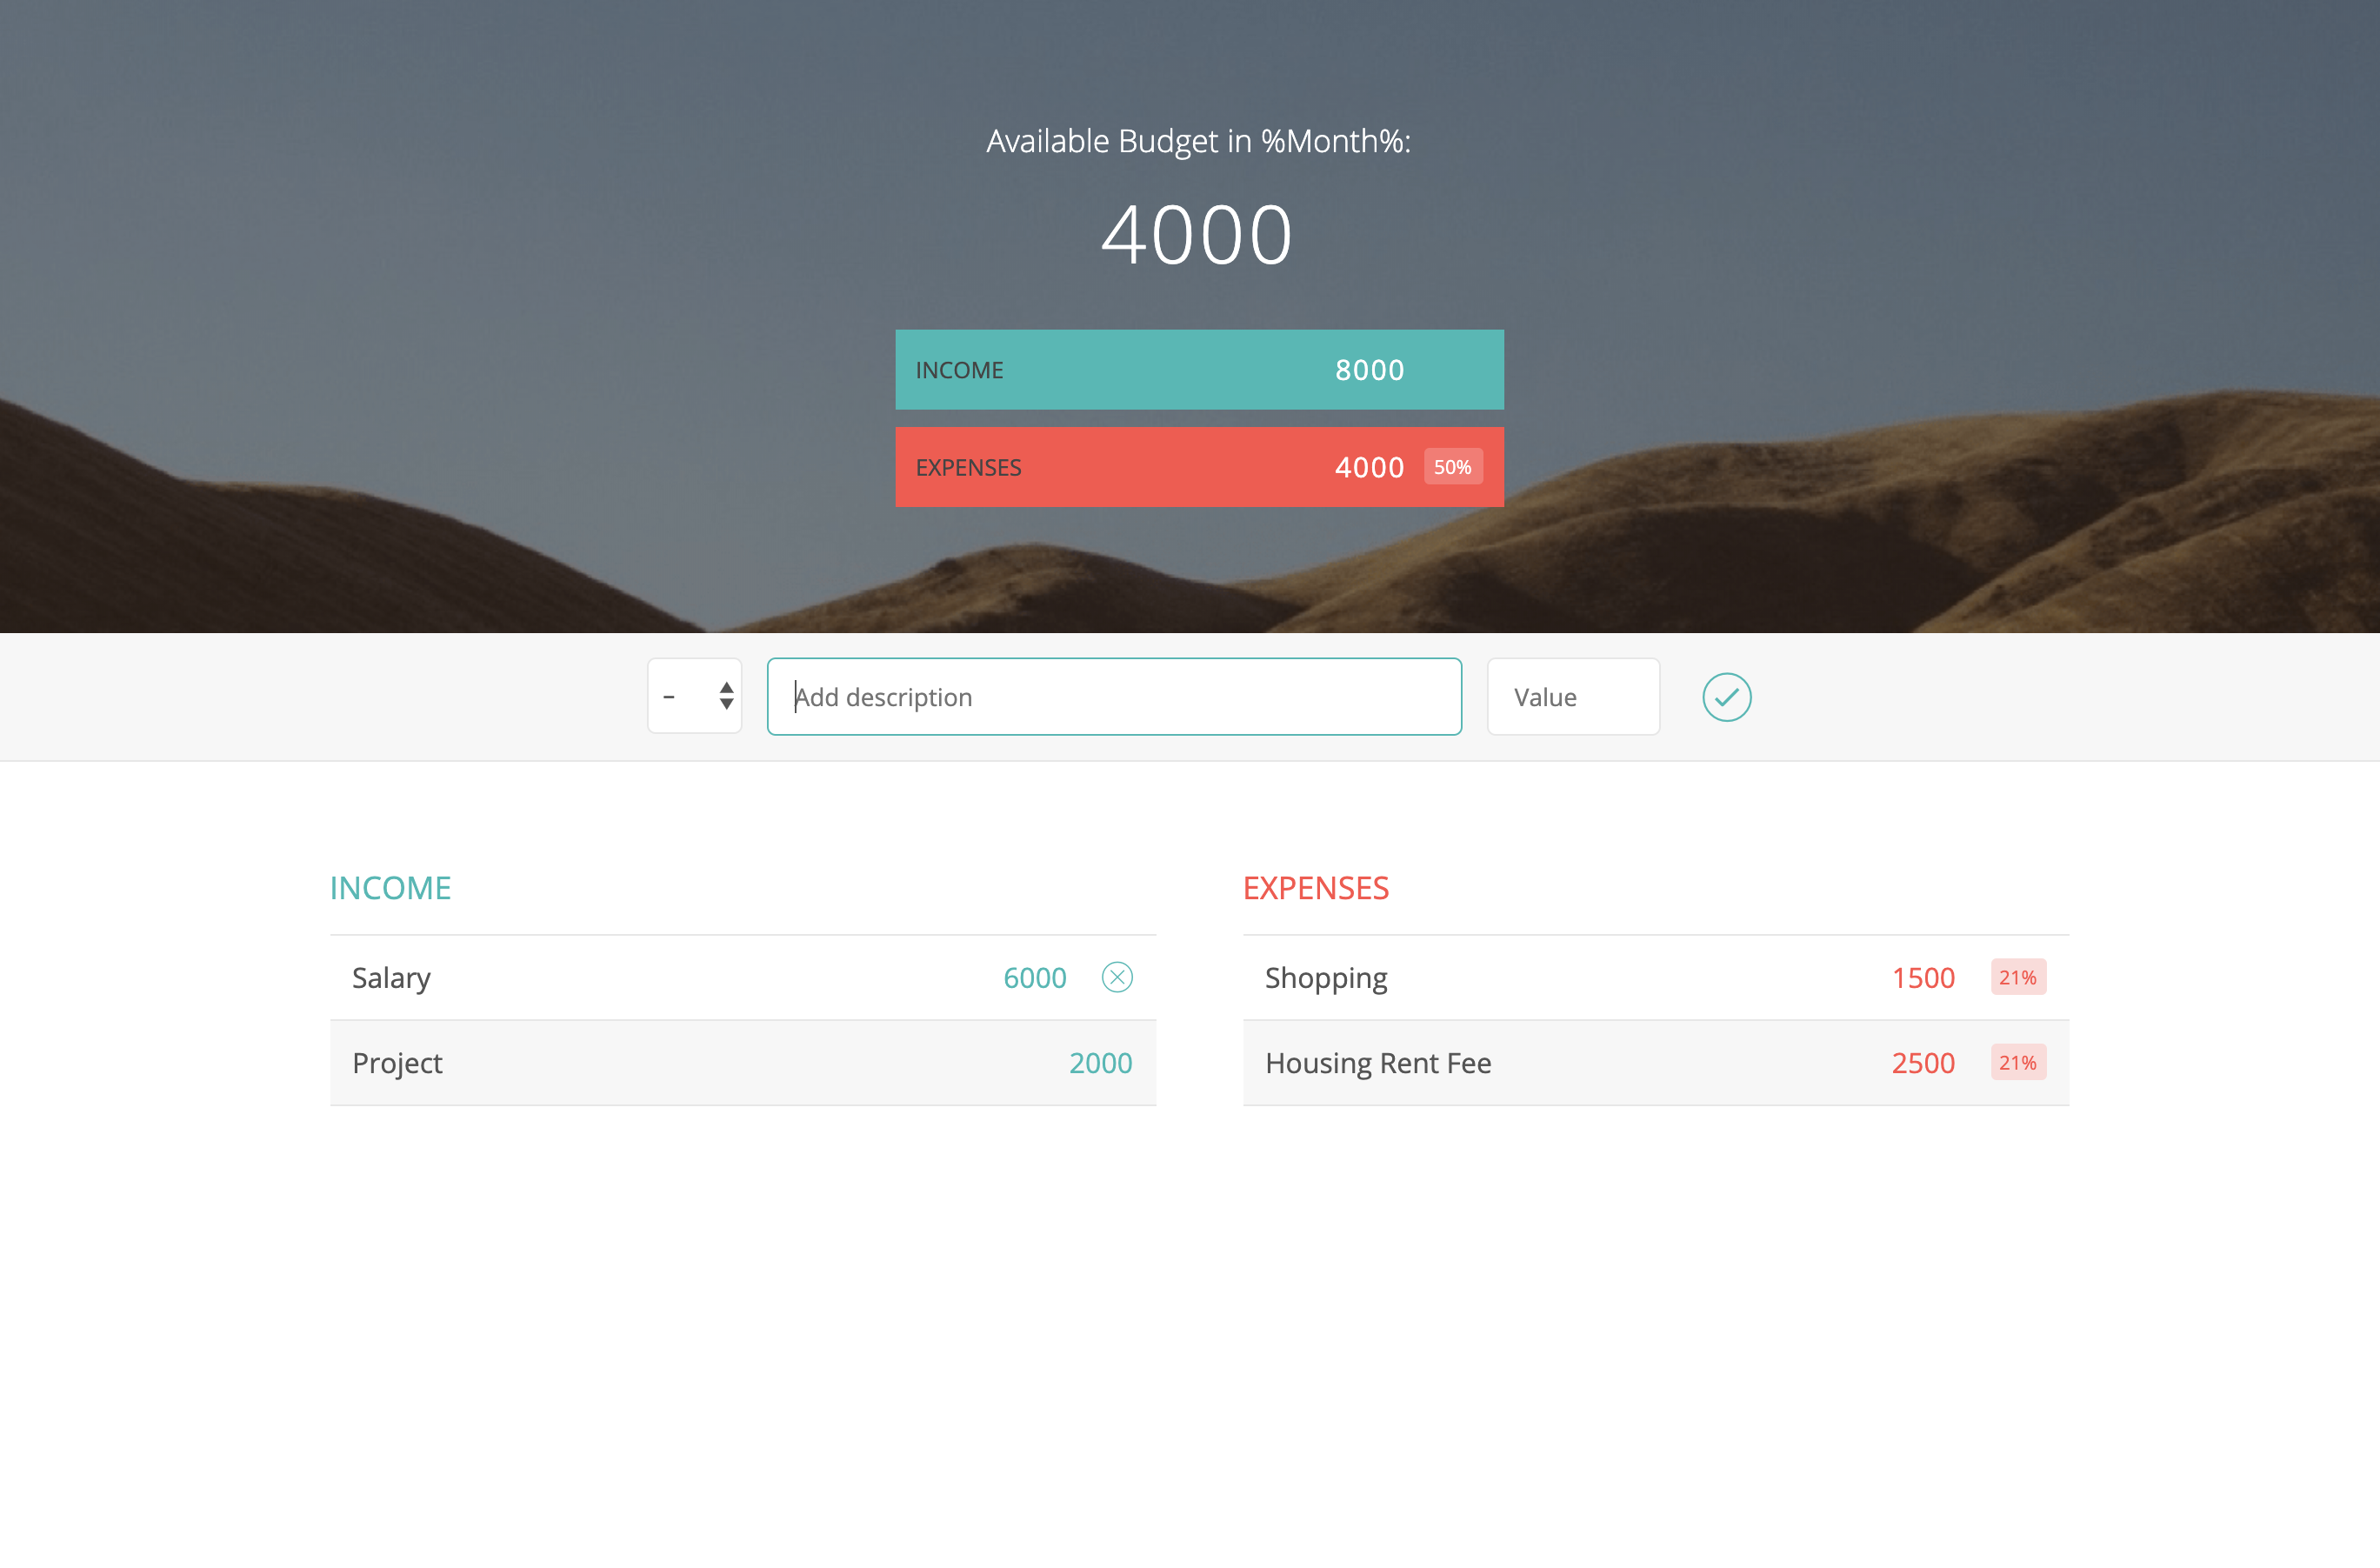 Available Budget in %Month%:
4000
INCOME 8000
EXPENSES 4000 50%
- Add description Value
INCOME
Salary 6000
Project 2000
EXPENSES
Shopping 1500 21%
Housing Rent Fee 2500 21%